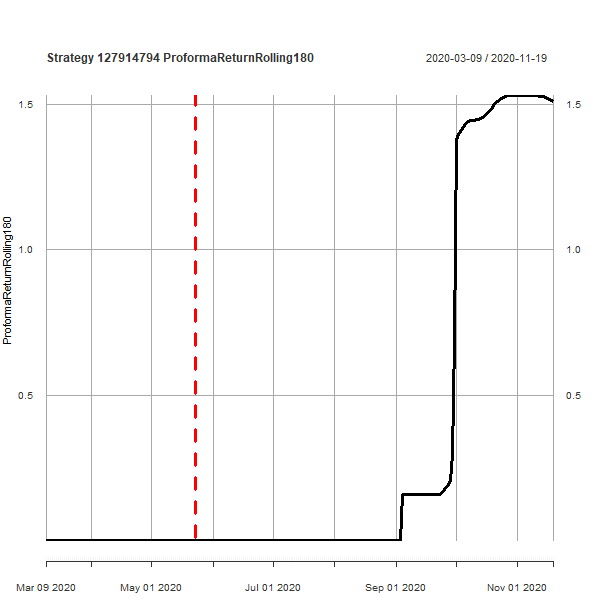 Strategy 127914794 ProformaReturnRolling180
2020-03-09 / 2020-11-19
ProformaReturnRolling180
1.5
1.5
1.0
1.0
0.5
0.5
Mar 09 2020
May 01 2020
Jul 01 2020
Sep 01 2020
Nov 01 2020